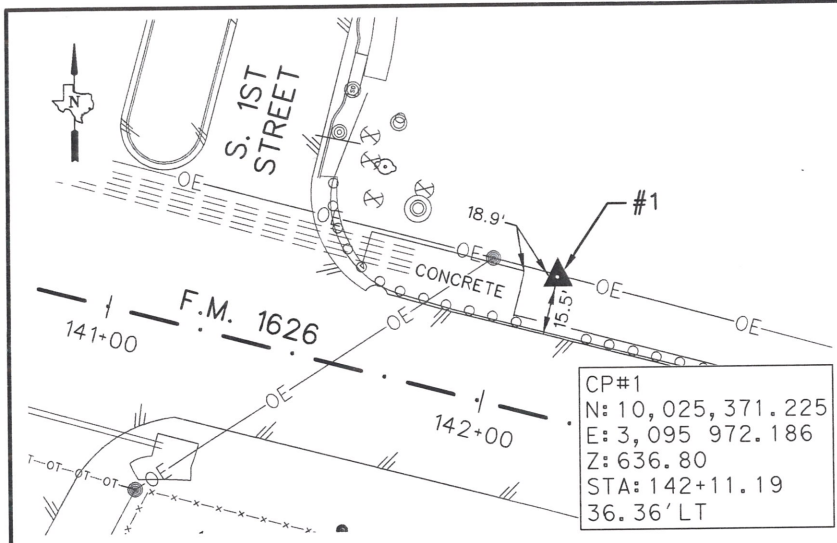 N
S. 1ST
STREET
OE
OE
OE
OE
OE
OE
OE
OE
18.9'
#1
CONCRETE
15.5'
F.M. 1626
141+00
142+00
T-OT OT OT
CP#1
N: 10,025,371.225
E: 3,095 972.186
Z: 636.80
STA: 142+11.19
36.36' LT